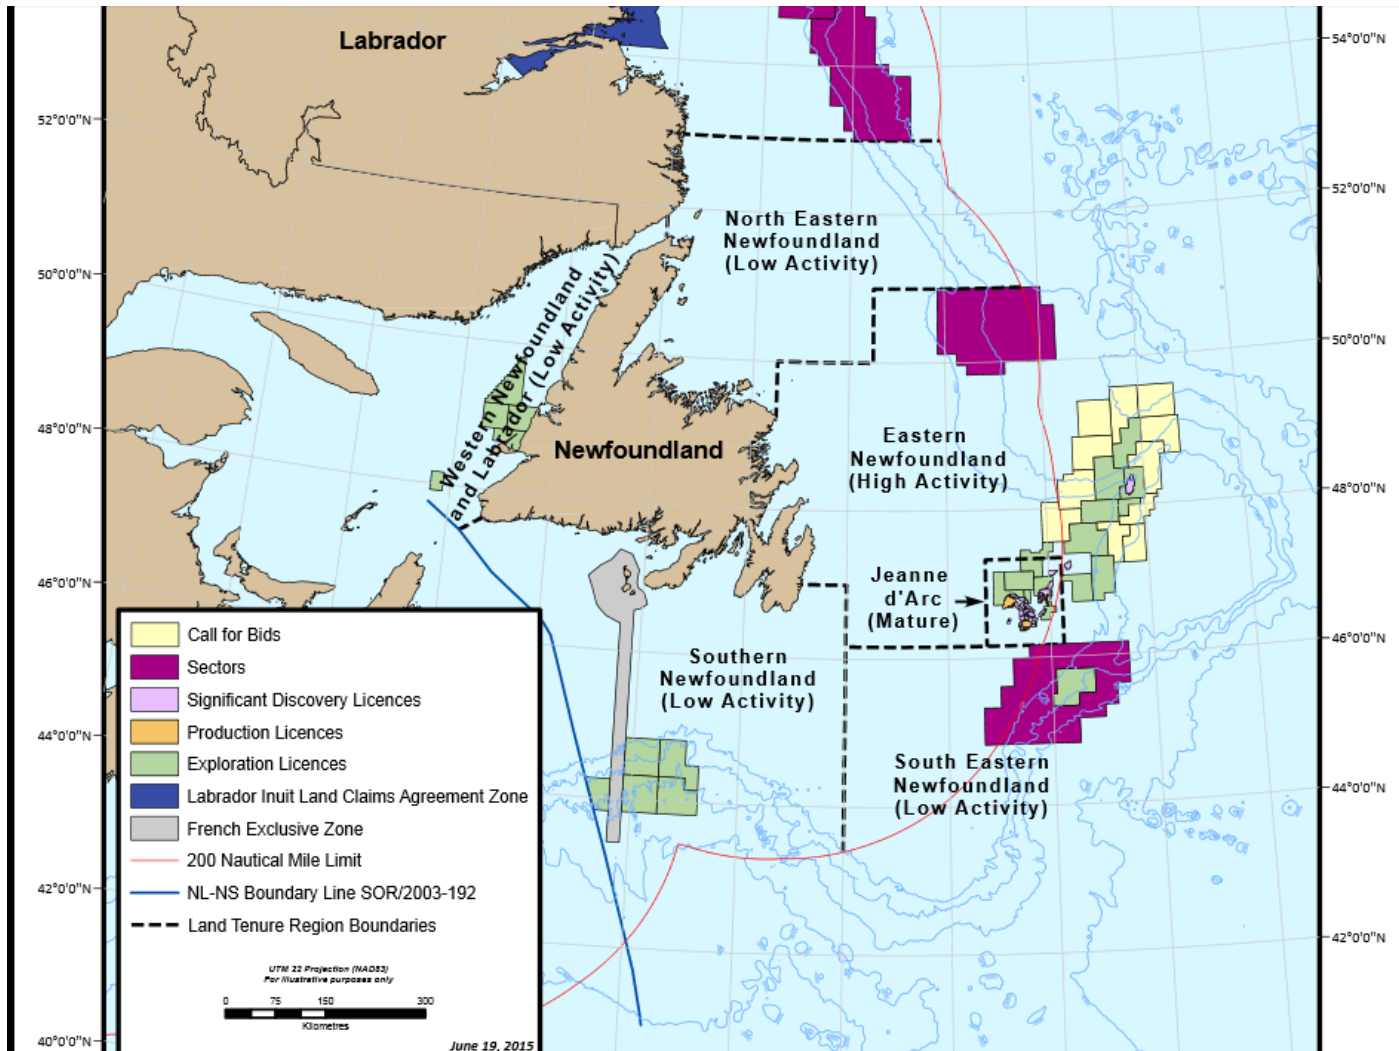 Labrador
54°0'0"N
52°0'0"N
52°0'0"N
North Eastern
Newfoundland
(Low Activity)
50°0'0"N
50°0'0"N
Western Newfoundland
and Labrador (Low Activity)
48°0'0"N
Newfoundland
Eastern
Newfoundland
(High Activity)
48°0'0"N
46°0'0"N
Jeanne
d'Arc
(Mature)
46°0'0"N
Southern
Newfoundland
(Low Activity)
44°0'0"N
South Eastern
Newfoundland
(Low Activity)
44°0'0"N
42°0'0"N
42°0'0"N
40°0'0"N
Call for Bids
Sectors
Significant Discovery Licences
Production Licences
Exploration Licences
Labrador Inuit Land Claims Agreement Zone
French Exclusive Zone
200 Nautical Mile Limit
NL-NS Boundary Line SOR/2003-192
Land Tenure Region Boundaries
UTM 22 Projection (NAD83)
For illustrative purposes only
0 75 150 300
Kilometres
June 19, 2015